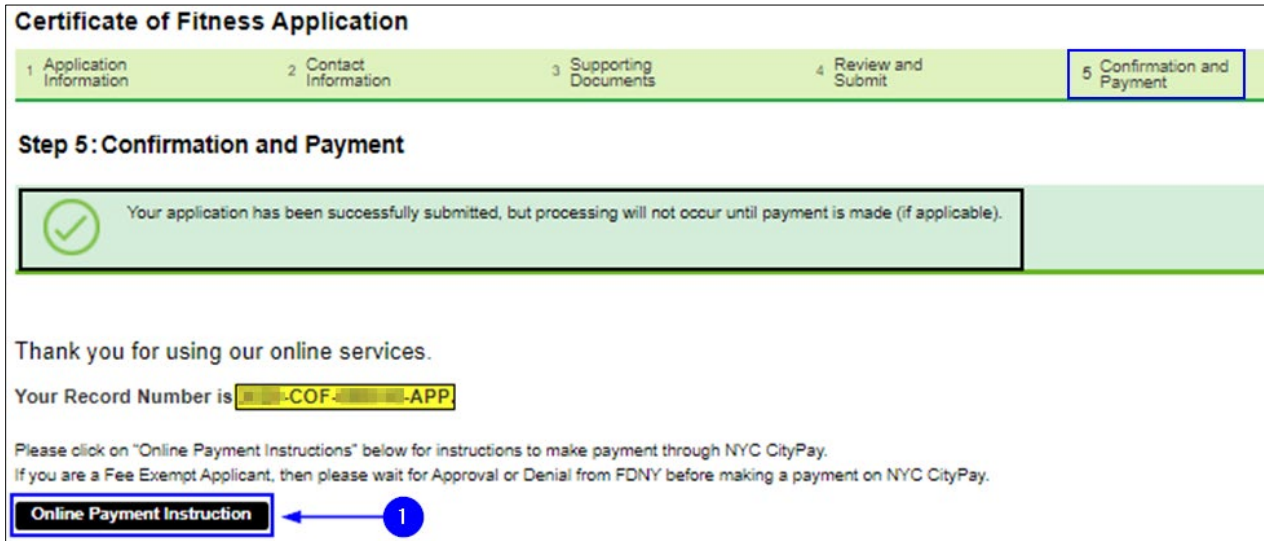 Certificate of Fitness Application
1 Application Information
2 Contact Information
3 Supporting Documents
4 Review and Submit
5 Confirmation and Payment
Step 5: Confirmation and Payment
Your application has been successfully submitted, but processing will not occur until payment is made (if applicable).
Thank you for using our online services.
Your Record Number is -COF- -APP.
Please click on "Online Payment Instructions" below for instructions to make payment through NYC CityPay.
If you are a Fee Exempt Applicant, then please wait for Approval or Denial from FDNY before making a payment on NYC CityPay.
Online Payment Instruction
1